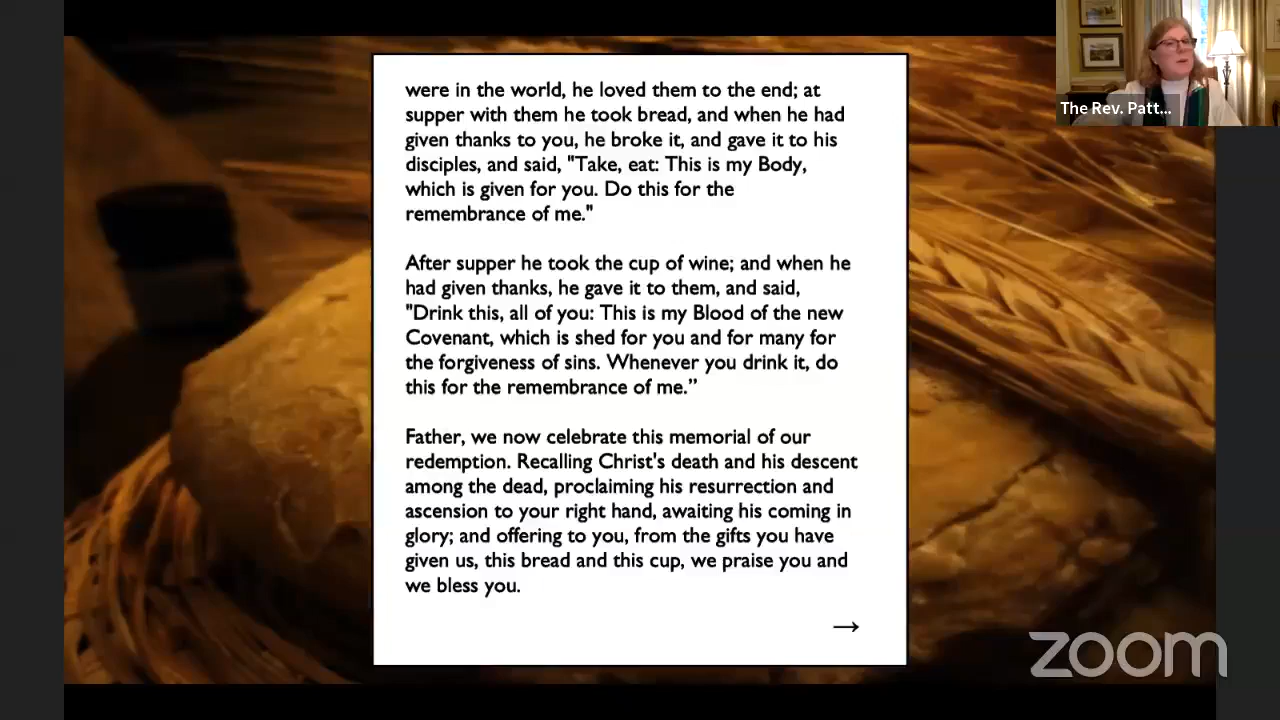 were in the world, he loved them to the end; at
supper with them he took bread, and when he had
given thanks to you, he broke it, and gave it to his
disciples, and said, "Take, eat: This is my Body,
which is given for you. Do this for the
remembrance of me."
After supper he took the cup of wine; and when he
had given thanks, he gave it to them, and said,
"Drink this, all of you: This is my Blood of the new
Covenant, which is shed for you and for many for
the forgiveness of sins. Whenever you drink it, do
this for the remembrance of me.”
Father, we now celebrate this memorial of our
redemption. Recalling Christ's death and his descent
among the dead, proclaiming his resurrection and
ascension to your right hand, awaiting his coming in
glory; and offering to you, from the gifts you have
given us, this bread and this cup, we praise you and
we bless you.
→
The Rev. Patt...
zoom